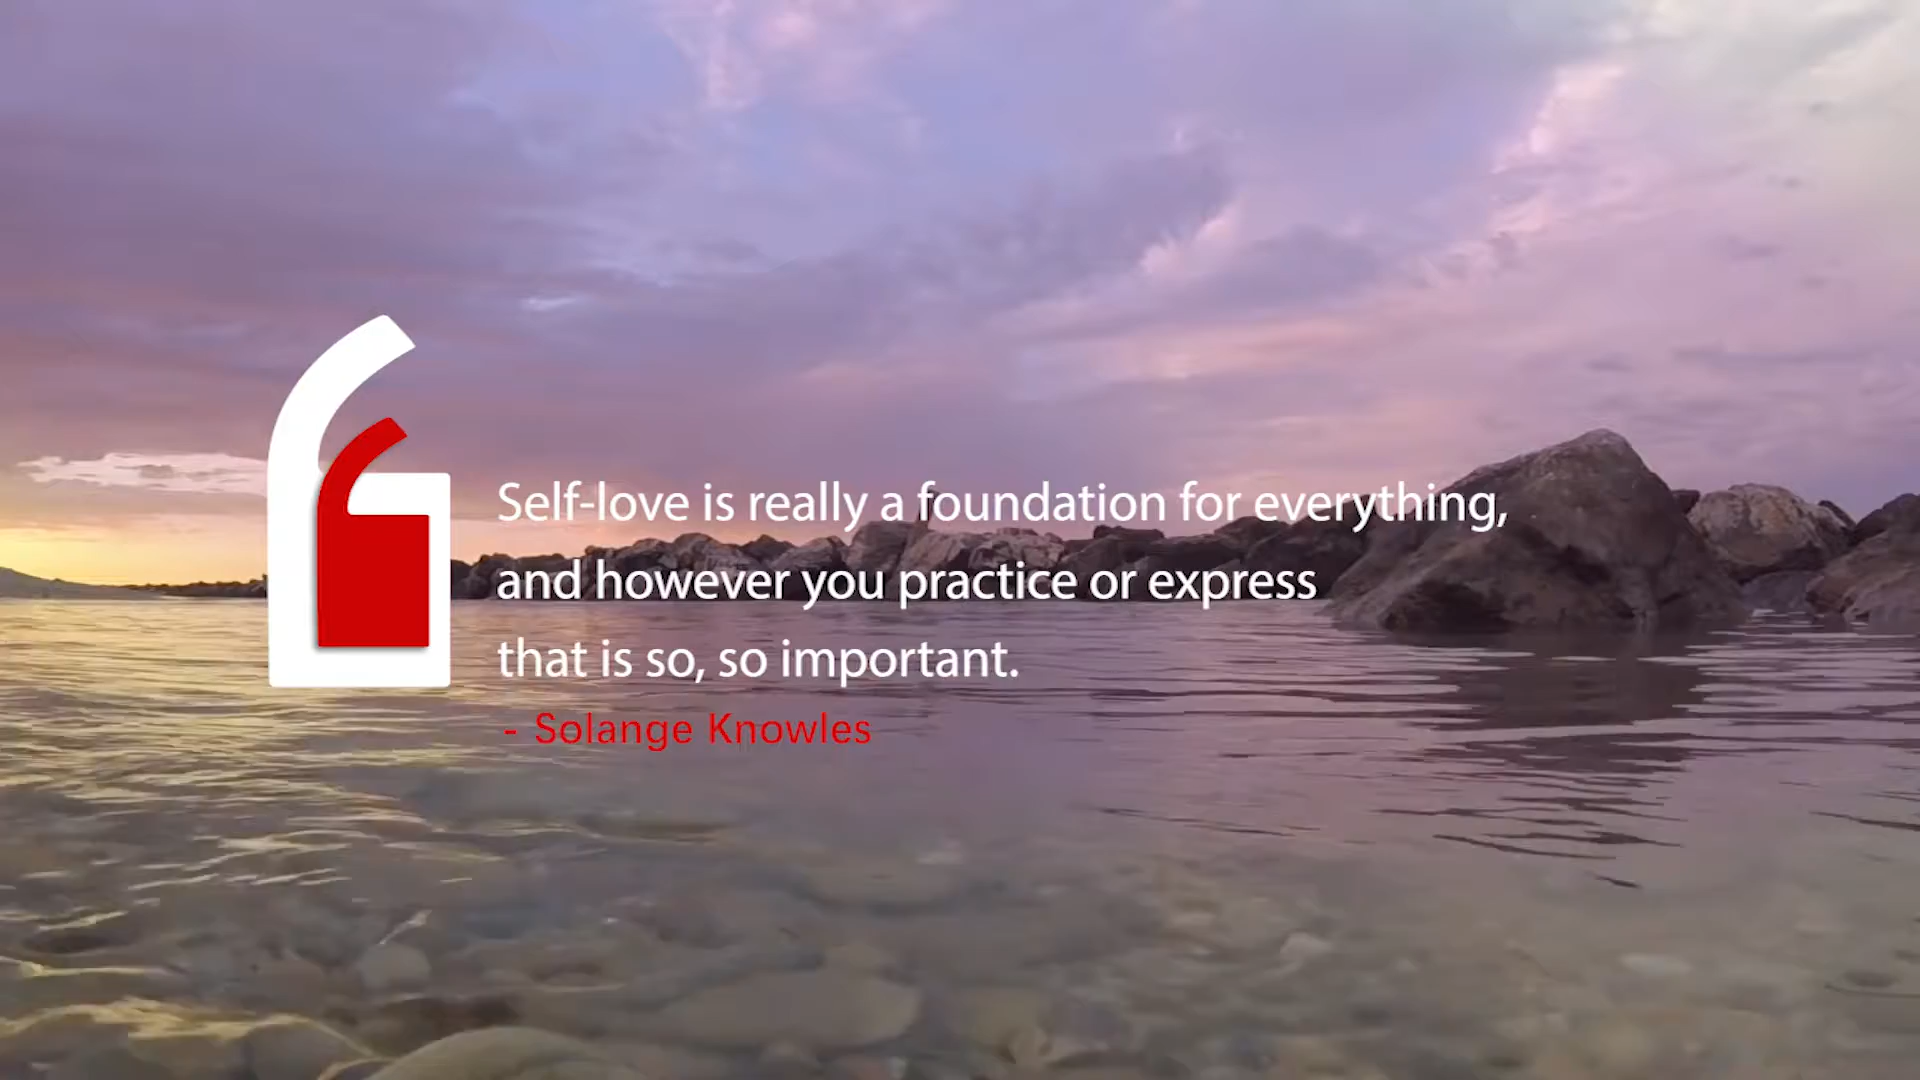 Self-love is really a foundation for everything,
and however you practice or express
that is so, so important.
- Solange Knowles